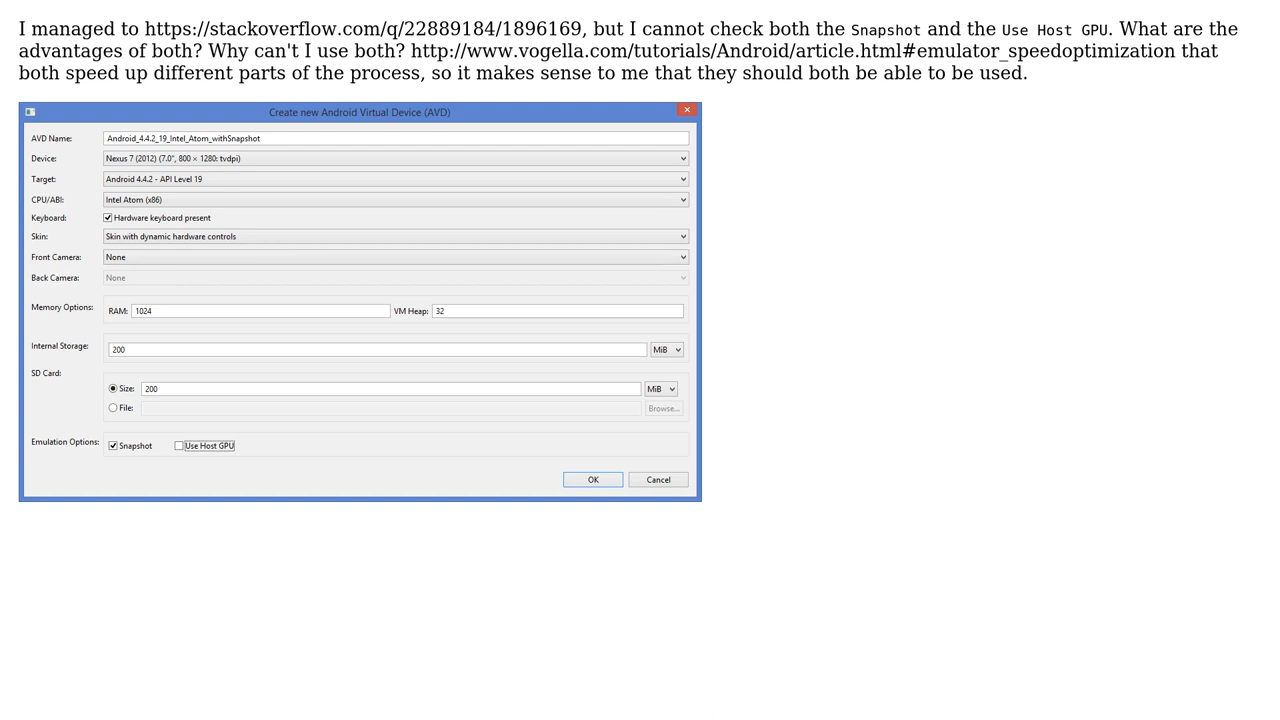 I managed to https://stackoverflow.com/q/22889184/1896169, but I cannot check both the Snapshot and the Use Host GPU. What are the
advantages of both? Why can't I use both? http://www.vogella.com/tutorials/Android/article.html#emulator_speedoptimization that
both speed up different parts of the process, so it makes sense to me that they should both be able to be used.
Create new Android Virtual Device (AVD)
AVD Name: Android_4.4.2_19_Intel_Atom_withSnapshot
Device: Nexus 7 (2012) (7.0", 800 × 1280: tvdpi)
Target: Android 4.4.2 - API Level 19
CPU/ABI: Intel Atom (x86)
Keyboard: Hardware keyboard present
Skin: Skin with dynamic hardware controls
Front Camera: None
Back Camera: None
Memory Options: RAM: 1024 VM Heap: 32
Internal Storage: 200 MiB
SD Card:
Size: 200 MiB
File: Browse...
Emulation Options: Snapshot Use Host GPU
OK Cancel